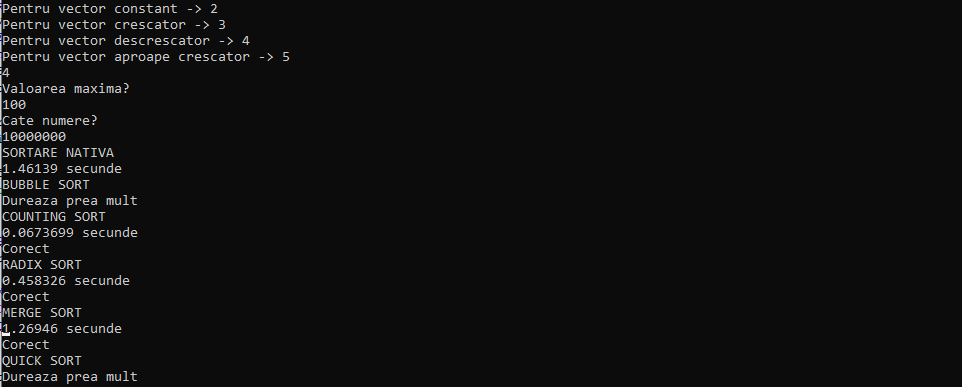 Pentru vector constant -> 2
Pentru vector crescator -> 3
Pentru vector descrescator -> 4
Pentru vector aproape crescator -> 5
4
Valoarea maxima?
100
Cate numere?
10000000
SORTARE NATIVA
1.46139 secunde
BUBBLE SORT
Dureaza prea mult
COUNTING SORT
0.0673699 secunde
Corect
RADIX SORT
0.458326 secunde
Corect
MERGE SORT
1.26946 secunde
Corect
QUICK SORT
Dureaza prea mult